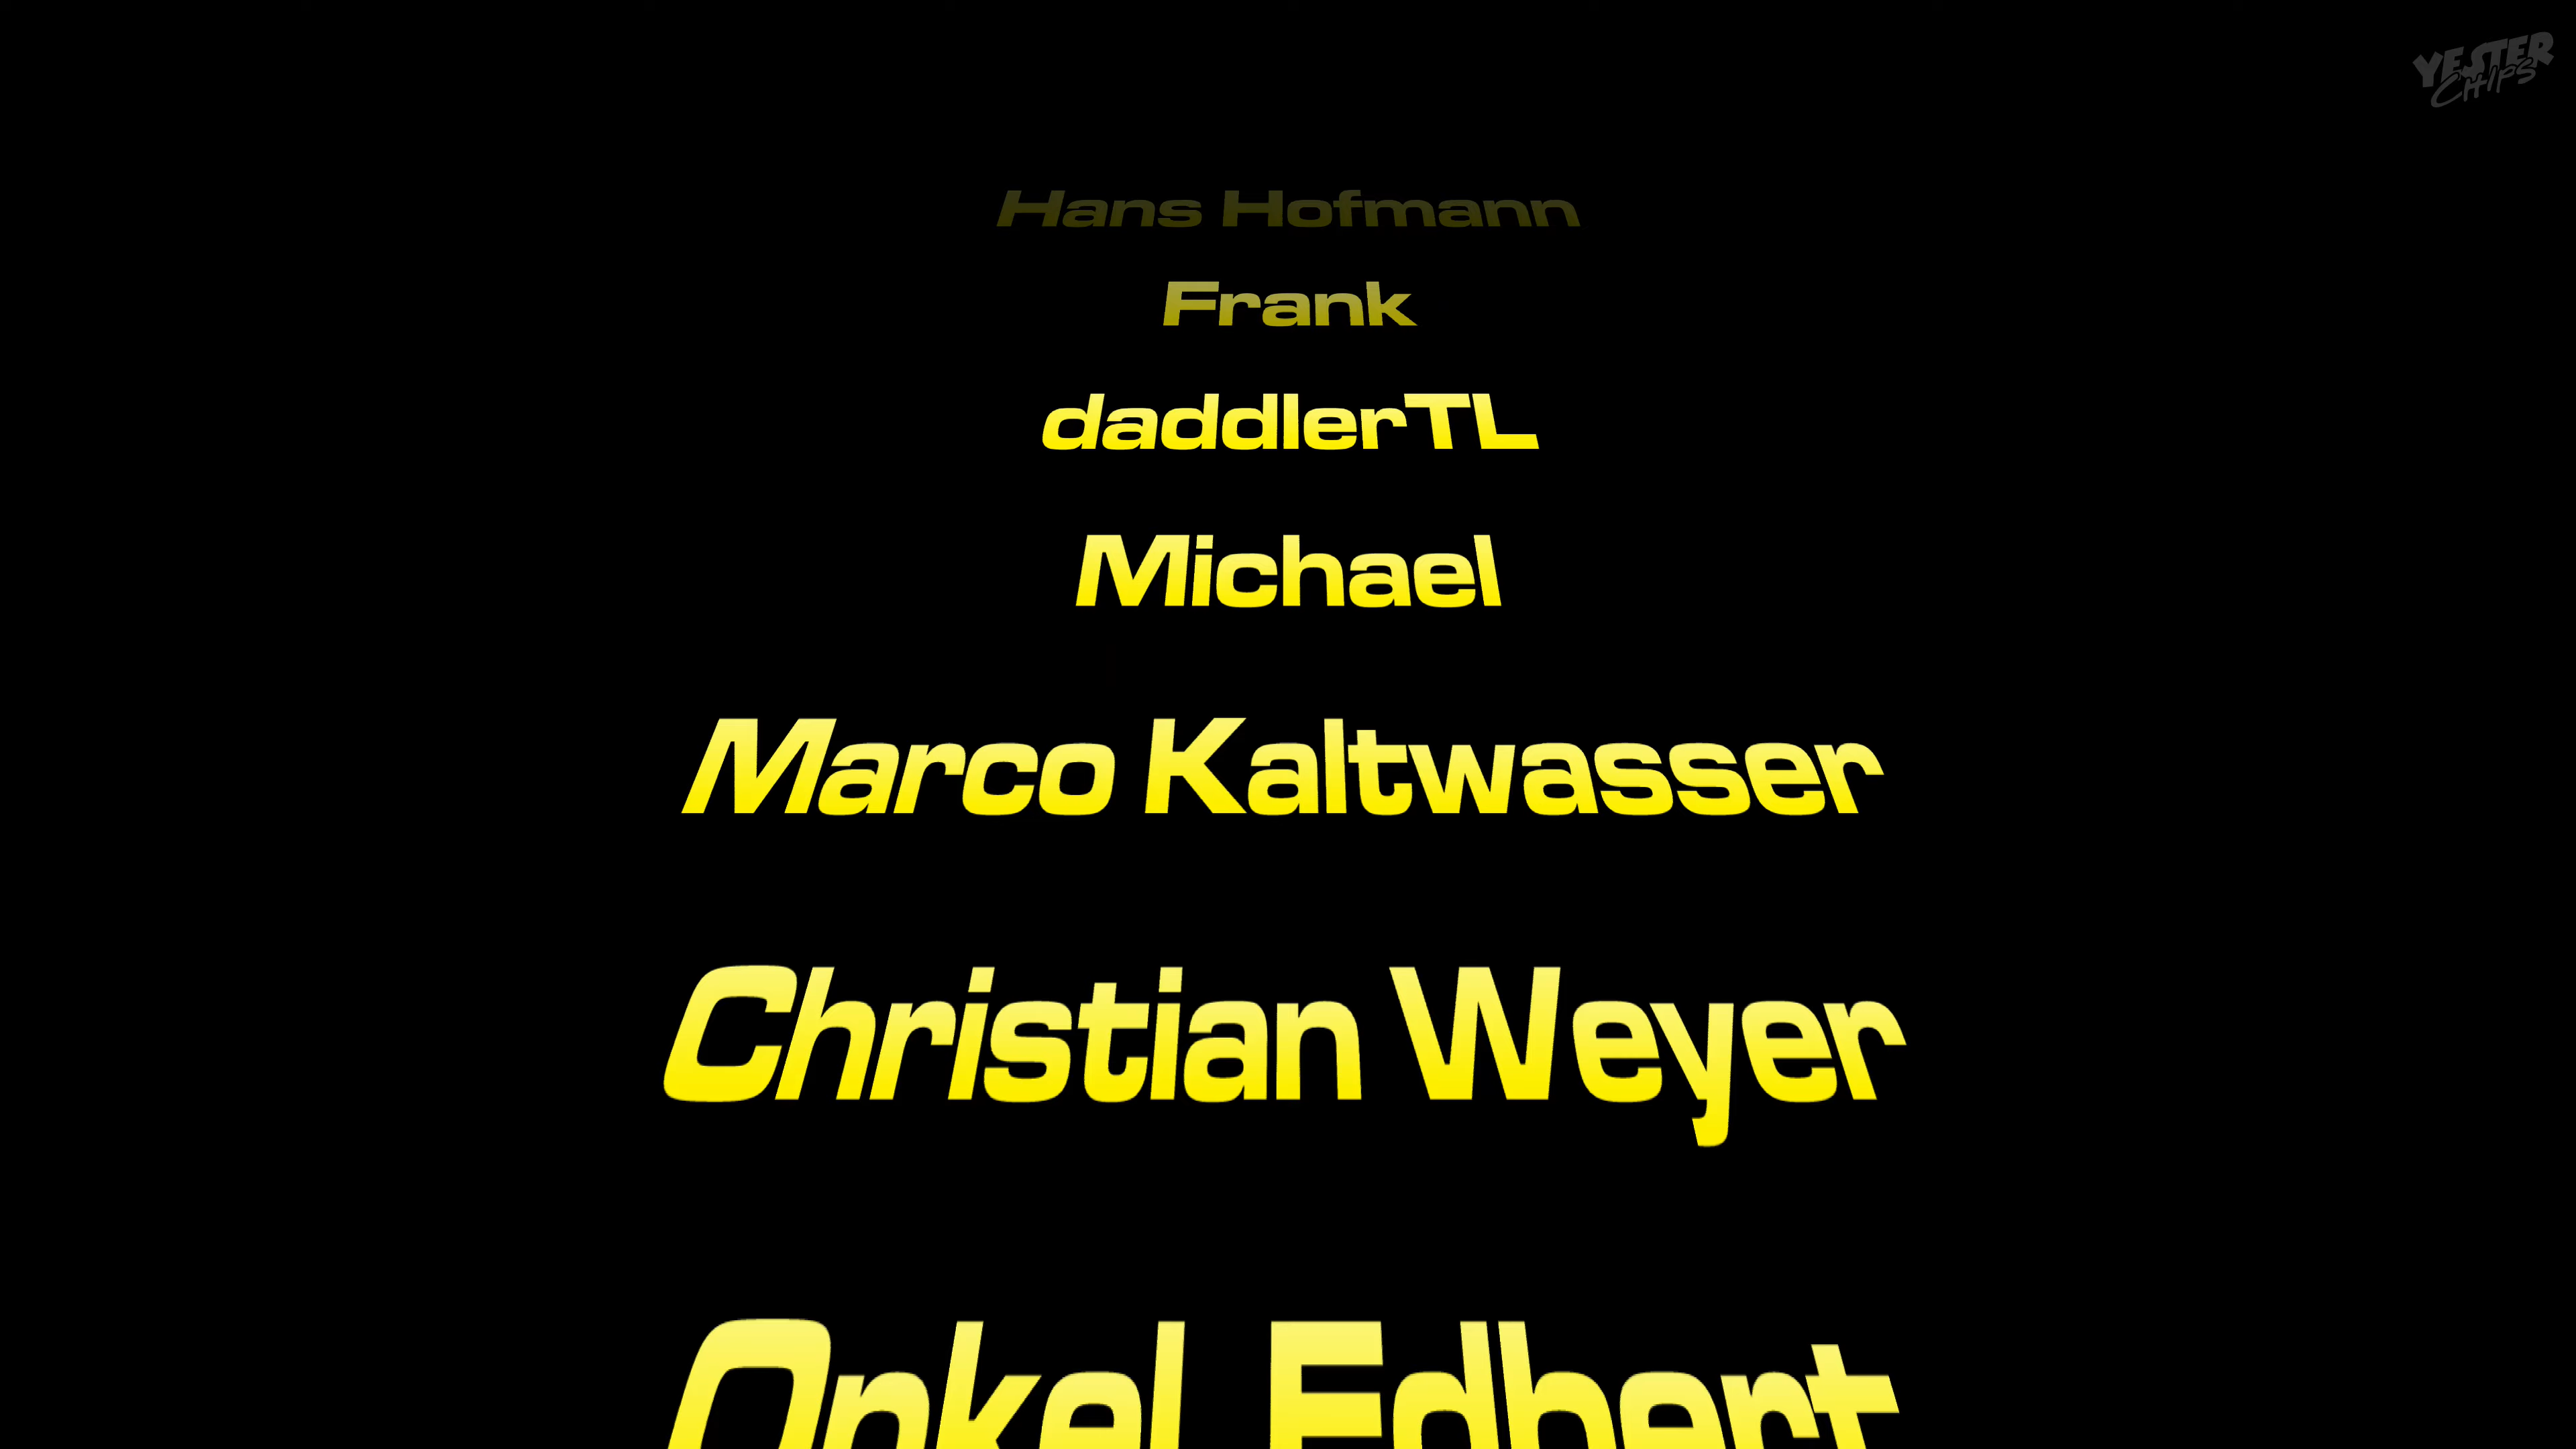 YESTER
CHIPS
Hans Hofmann
Frank
daddlerTL
Michael
Marco Kaltwasser
Christian Weyer
Onkel Edbert